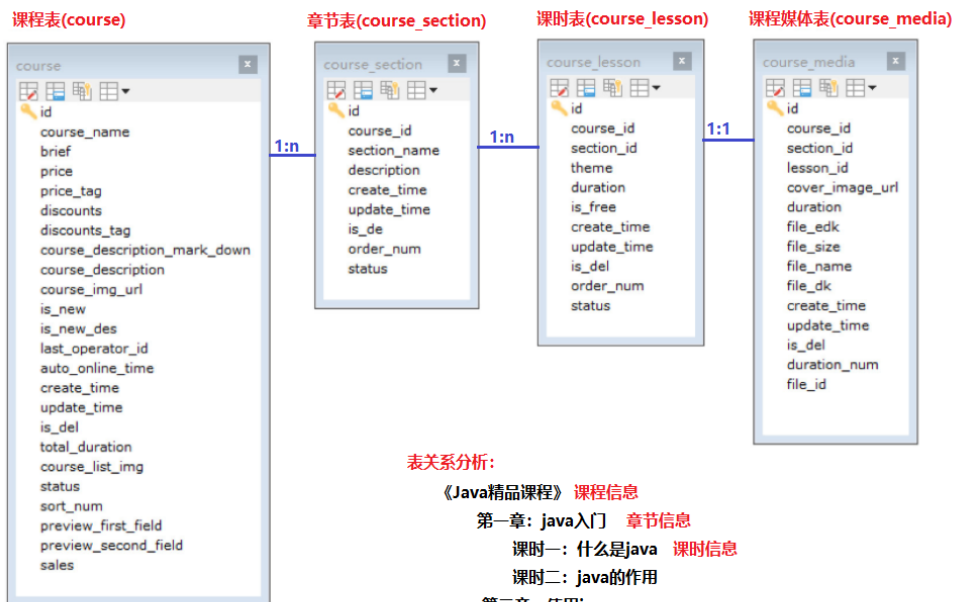 课程表(course)
章节表(course_section)
课时表(course_lesson)
课程媒体表(course_media)
course
id
course_name
brief
price
price_tag
discounts
discounts_tag
course_description_mark_down
course_description
course_img_url
is_new
is_new_des
last_operator_id
auto_online_time
create_time
update_time
is_del
total_duration
course_list_img
status
sort_num
preview_first_field
preview_second_field
sales
1:n
course_section
id
course_id
section_name
description
create_time
update_time
is_de
order_num
status
1:n
course_lesson
id
course_id
section_id
theme
duration
is_free
create_time
update_time
is_del
order_num
status
1:1
course_media
id
course_id
section_id
lesson_id
cover_image_url
duration
file_edk
file_size
file_name
file_dk
create_time
update_time
is_del
duration_num
file_id
表关系分析：
《Java精品课程》 课程信息
第一章：java入门 章节信息
课时一：什么是java 课时信息
课时二：java的作用